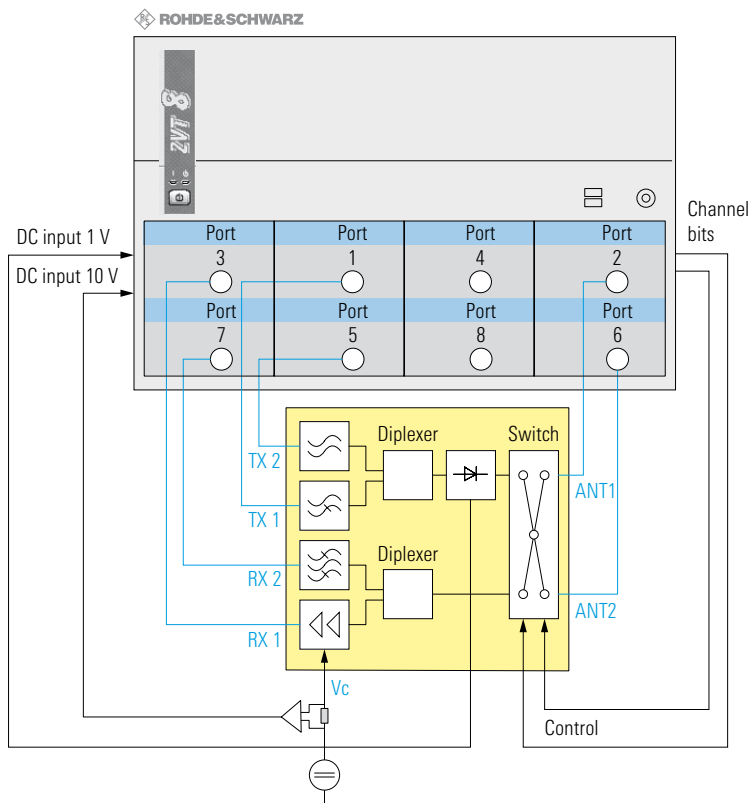 ROHDE&SCHWARZ
ZVT 8
Channel
bits
DC input 1 V
DC input 10 V
Port Port Port Port
3 1 4 2
Port Port Port Port
7 5 8 6
Diplexer Switch
TX 2
ANT1
TX 1
Diplexer
RX 2
ANT2
RX 1
Vc
Control